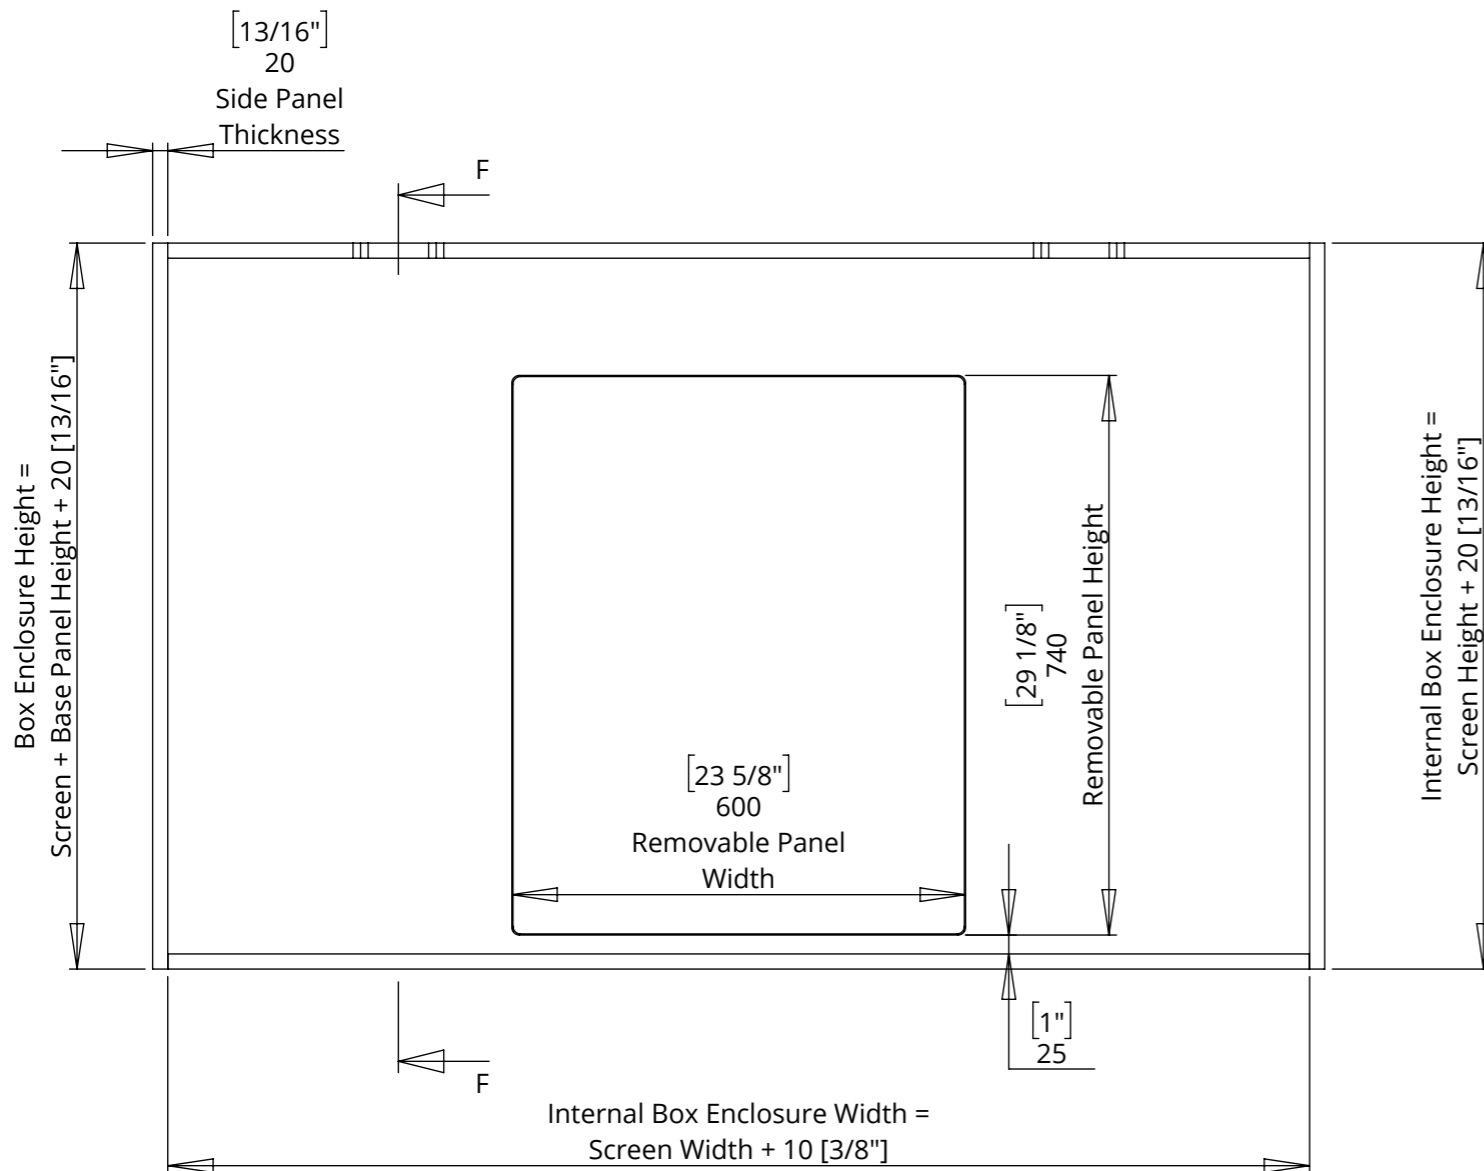 [13/16"]
20
Side Panel
Thickness
F
Box Enclosure Height =
Screen + Base Panel Height + 20 [13/16"]
[23 5/8"]
600
Removable Panel
Width
[29 1/8"]
740
Removable Panel Height
Internal Box Enclosure Height =
Screen Height + 20 [13/16"]
[1"]
25
F
Internal Box Enclosure Width =
Screen Width + 10 [3/8"]